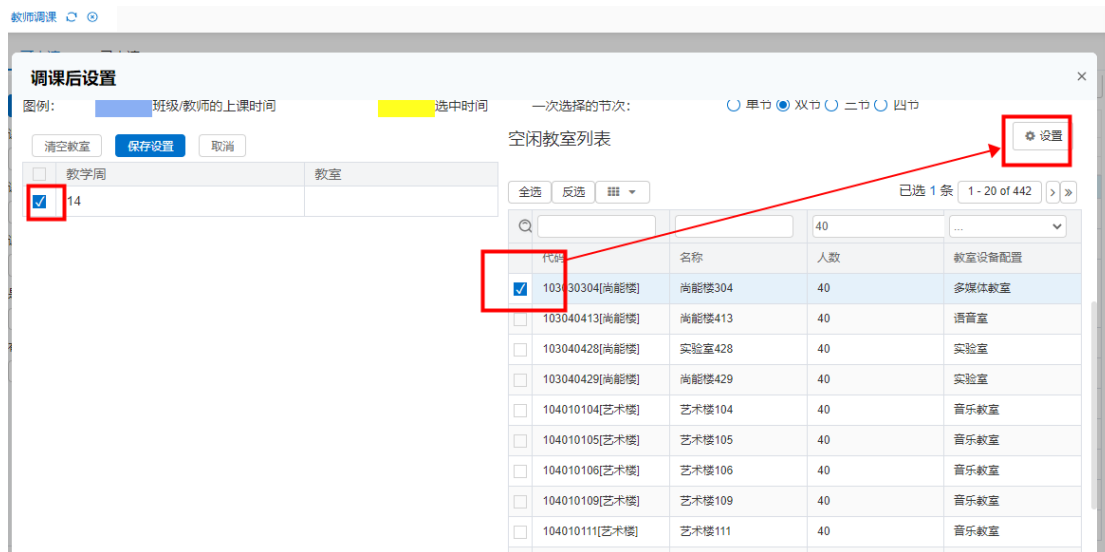 教师调课
调课后设置 ×
图例: 班级/教师的上课时间 选中时间 一次选择的节次: 单节 双节 三节 四节
清空教室 保存设置 取消
教学周 教室
14
空闲教室列表 设置
全选 反选 已选 1 条 1 - 20 of 442
40 ...
代码 名称 人数 教室设备配置
103030304[尚能楼] 尚能楼304 40 多媒体教室
103040413[尚能楼] 尚能楼413 40 语音室
103040428[尚能楼] 实验室428 40 实验室
103040429[尚能楼] 尚能楼429 40 实验室
104010104[艺术楼] 艺术楼104 40 音乐教室
104010105[艺术楼] 艺术楼105 40 音乐教室
104010106[艺术楼] 艺术楼106 40 音乐教室
104010109[艺术楼] 艺术楼109 40 音乐教室
104010111[艺术楼] 艺术楼111 40 音乐教室